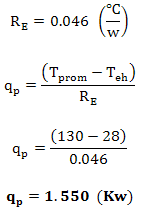 R_E = 0.046 (°C/w)
q_p = (T_prom − T_eh)/R_E
q_p = (130 − 28)/0.046
q_p = 1.550 (Kw)